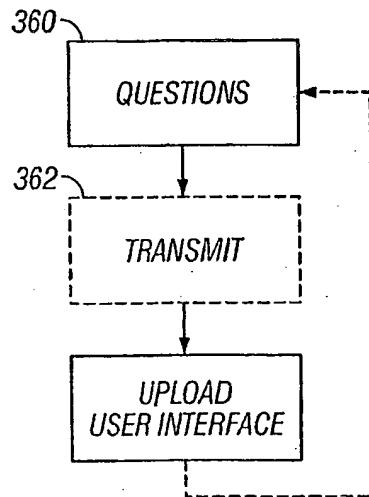 360
QUESTIONS
362
TRANSMIT
UPLOAD
USER INTERFACE